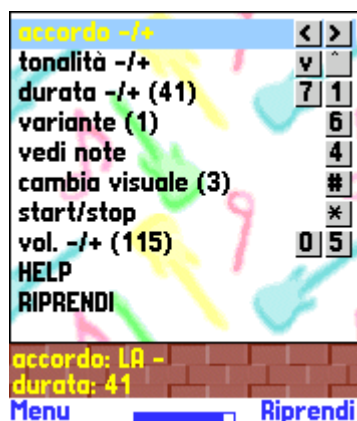 accordo -/+ < >
tonalità -/+ v ^
durata -/+ (41) 7 1
variante (1) 6
vedi note 4
cambia visuale (3) #
start/stop *
vol. -/+ (115) 0 5
HELP
RIPRENDI
accordo: LA -
durata: 41
Menu Riprendi